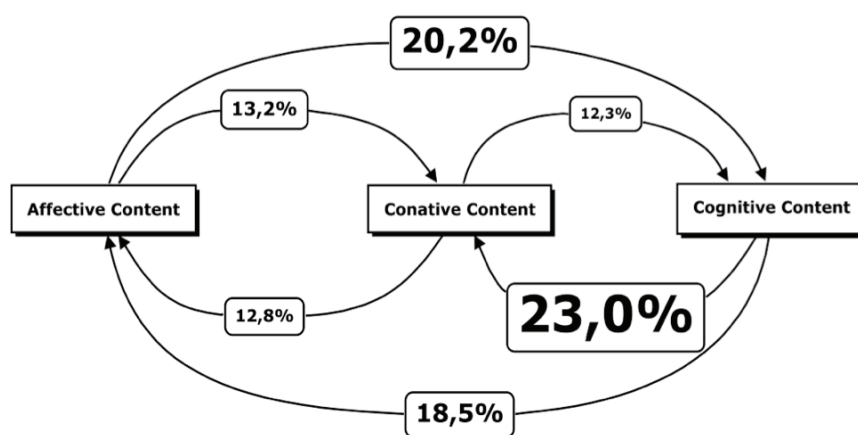 20,2%
13,2%
12,3%
Affective Content
Conative Content
Cognitive Content
12,8%
23,0%
18,5%